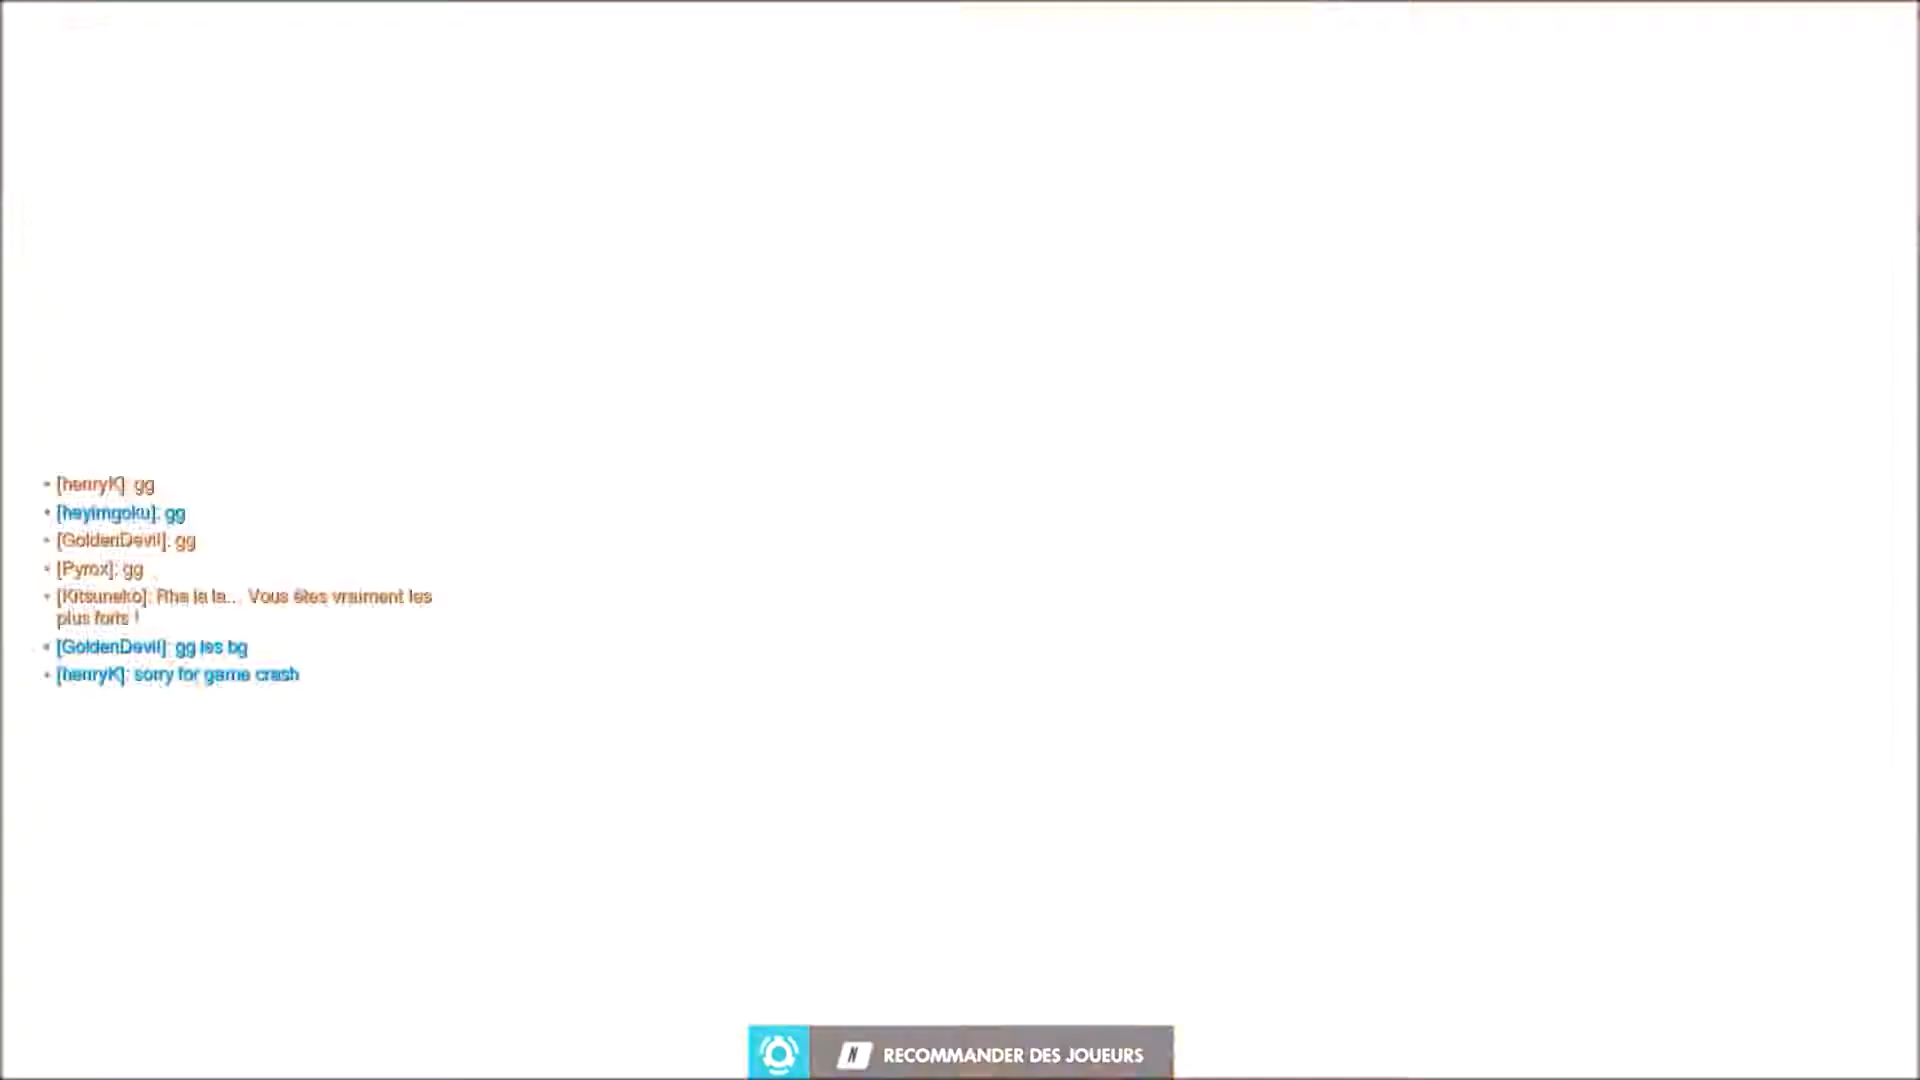 [henryK]: gg
[heyimgoku]: gg
[GoldenDevil]: gg
[Pyrox]: gg
[Kitsuneko]: Rha la la... Vous êtes vraiment les
plus forts !
[GoldenDevil]: gg les bg
[henryK]: sorry for game crash
N RECOMMANDER DES JOUEURS